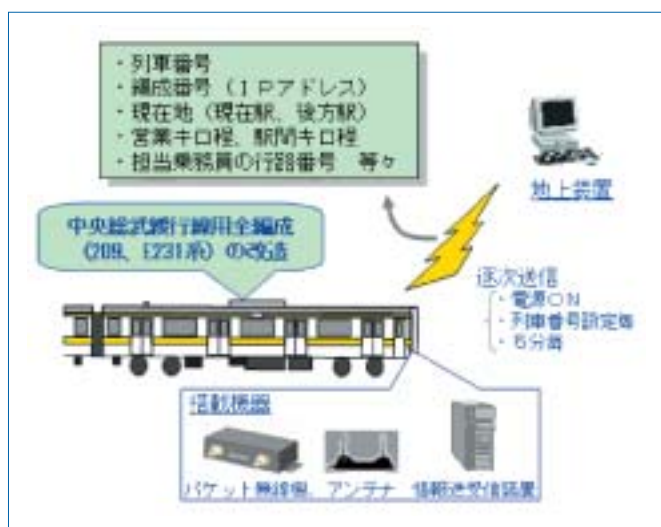 ・列車番号
・編成番号（IPアドレス）
・現在地（現在駅、後方駅）
・営業キロ程、駅間キロ程
・担当乗務員の行路番号 等々
地上装置
中央総武緩行線用全編成
（209、E231系）の改造
逐次送信
・電源ON
・列車番号設定毎
・5分毎
搭載機器
パケット無線機、アンテナ 情報送受信装置